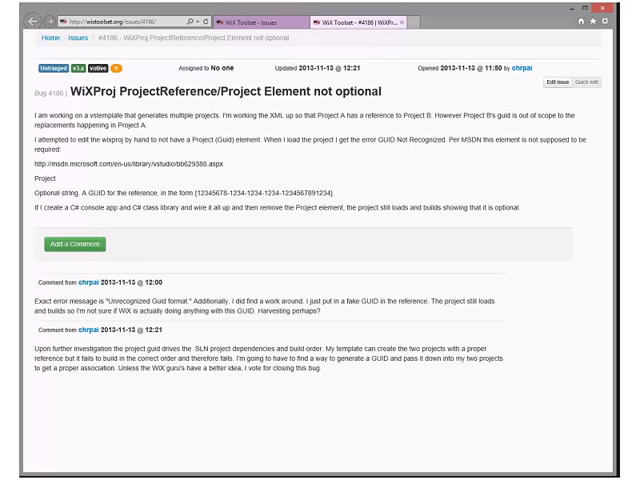 http://wixtoolset.org/issues/4186/
WiX Toolset - Issues
WiX Toolset - #4186 | WiXPr...
Home Issues #4186 - WiXProj ProjectReference/Project Element not optional
Untriaged v3.x votive 0 Assigned to No one Updated 2013-11-13 @ 12:21 Opened 2013-11-13 @ 11:50 by chrpai
Edit issue Quick edit
Bug 4186 | WiXProj ProjectReference/Project Element not optional
I am working on a vstemplate that generates multiple projects. I'm working the XML up so that Project A has a reference to Project B. However Project B's guid is out of scope to the
replacements happening in Project A.
I attempted to edit the wixproj by hand to not have a Project (Guid) element. When I load the project I get the error GUID Not Recognized. Per MSDN this element is not supposed to be
required:
http://msdn.microsoft.com/en-us/library/vstudio/bb629388.aspx
Project
Optional string. A GUID for the reference, in the form {12345678-1234-1234-1234-1234567891234}
If I create a C# console app and C# class library and wire it all up and then remove the Project element, the project still loads and builds showing that it is optional.
Add a Comment
Comment from chrpai 2013-11-13 @ 12:00
Exact error message is "Unrecognized Guid format." Additionally, I did find a work around. I just put in a fake GUID in the reference. The project still loads
and builds so I'm not sure if WiX is actually doing anything with this GUID. Harvesting perhaps?
Comment from chrpai 2013-11-13 @ 12:21
Upon further investigation the project guid drives the .SLN project dependencies and build order. My template can create the two projects with a proper
reference but it fails to build in the correct order and therefore fails. I'm going to have to find a way to generate a GUID and pass it down into my two projects
to get a proper association. Unless the WiX guru's have a better idea, I vote for closing this bug.